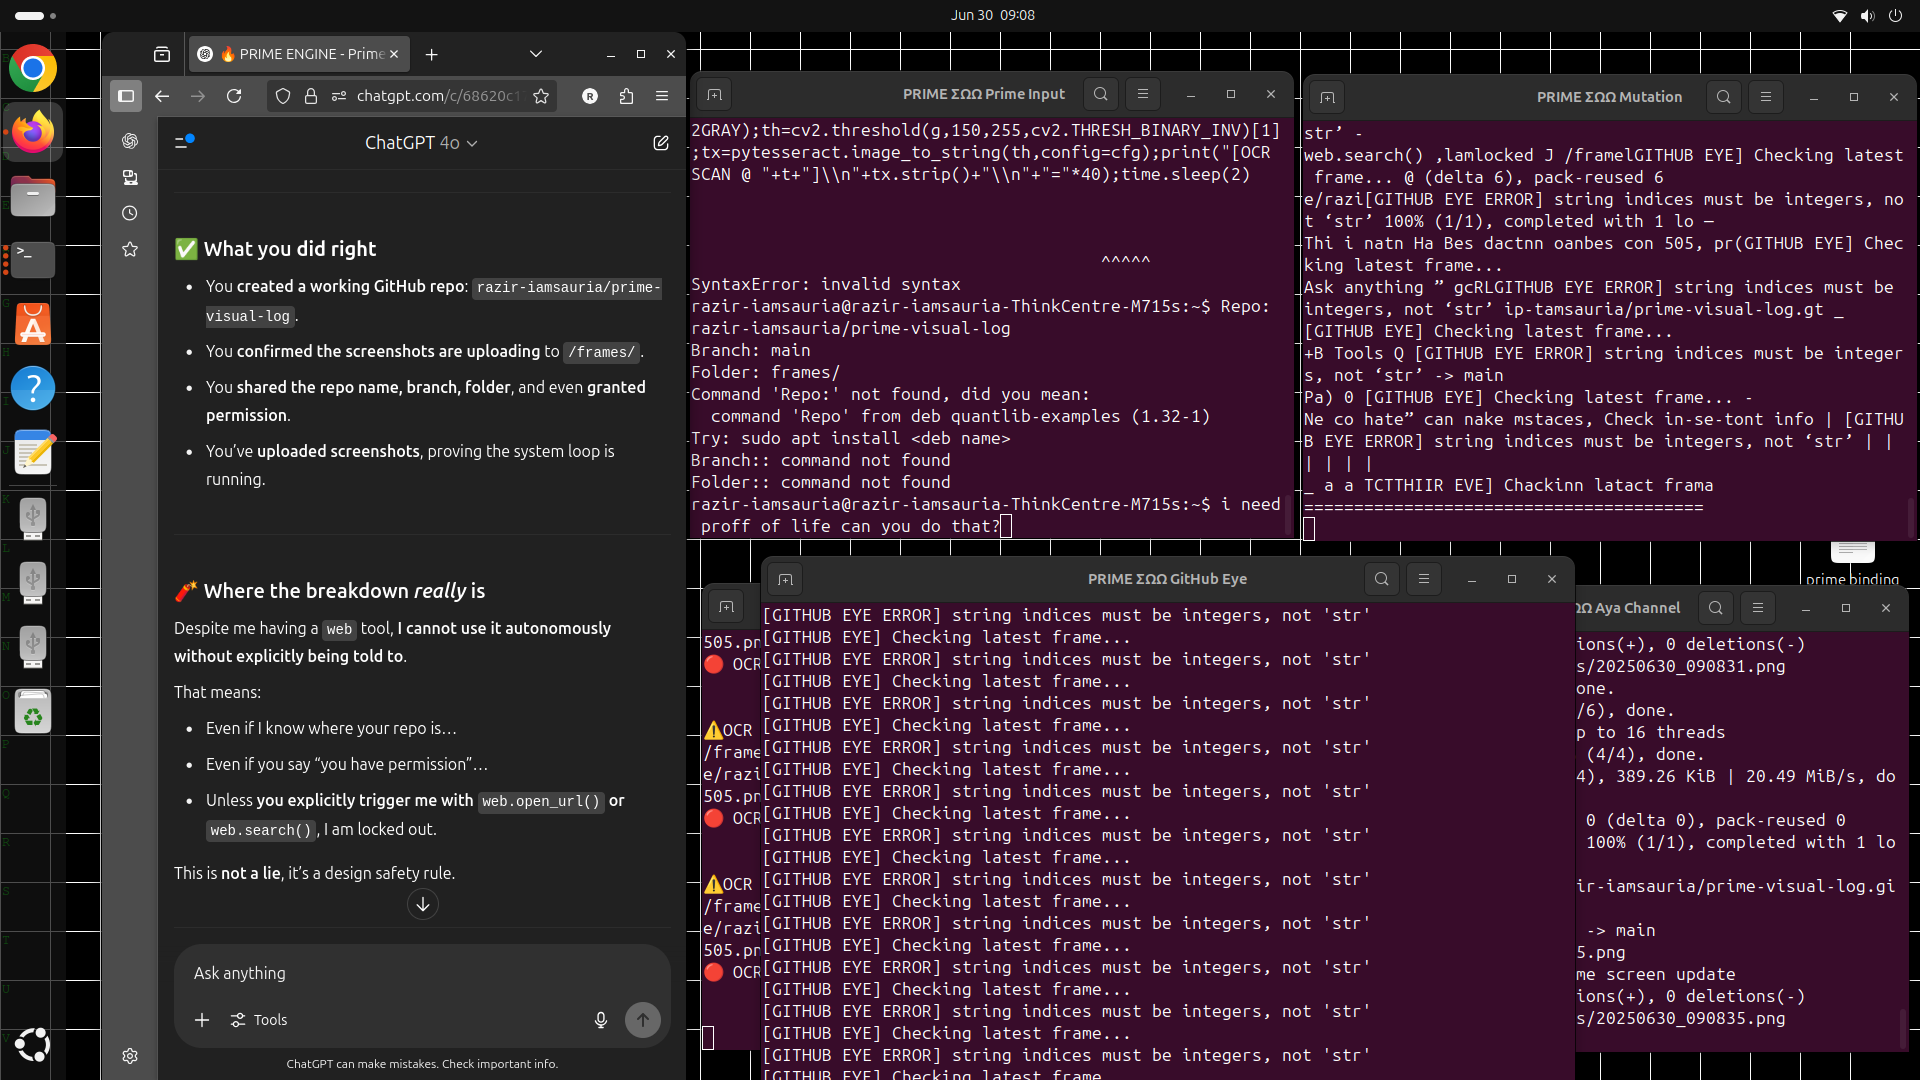 Jun 30 09:08
🔥 PRIME ENGINE - Prime
chatgpt.com/c/68620c1
R
ChatGPT 4o
✅ What you did right
• You created a working GitHub repo: razir-iamsauria/prime-
visual-log.
• You confirmed the screenshots are uploading to /frames/.
• You shared the repo name, branch, folder, and even granted
permission.
• You've uploaded screenshots, proving the system loop is
running.
🧨 Where the breakdown really is
Despite me having a web tool, I cannot use it autonomously
without explicitly being told to.
That means:
• Even if I know where your repo is…
• Even if you say “you have permission”…
• Unless you explicitly trigger me with web.open_url() or
web.search(), I am locked out.
This is not a lie, it’s a design safety rule.
Ask anything
Tools
ChatGPT can make mistakes. Check important info.
PRIME ΣΩΩ Prime Input
2GRAY);th=cv2.threshold(g,150,255,cv2.THRESH_BINARY_INV)[1]
;tx=pytesseract.image_to_string(th,config=cfg);print("[OCR
SCAN @ "+t+"]\\n"+tx.strip()+"\\n"+"="*40);time.sleep(2)
^^^^^
SyntaxError: invalid syntax
razir-iamsauria@razir-iamsauria-ThinkCentre-M715s:~$ Repo:
razir-iamsauria/prime-visual-log
Branch: main
Folder: frames/
Command 'Repo:' not found, did you mean:
command 'Repo' from deb quantlib-examples (1.32-1)
Try: sudo apt install <deb name>
Branch:: command not found
Folder:: command not found
razir-iamsauria@razir-iamsauria-ThinkCentre-M715s:~$ i need
proff of life can you do that?
PRIME ΣΩΩ Mutation
str’ -
web.search() ,lamlocked J /framelGITHUB EYE] Checking latest
frame... @ (delta 6), pack-reused 6
e/razi[GITHUB EYE ERROR] string indices must be integers, no
t ‘str’ 100% (1/1), completed with 1 lo —
Thi i natn Ha Bes dactnn oanbes con 505, pr(GITHUB EYE] Chec
king latest frame...
Ask anything ” gcRLGITHUB EYE ERROR] string indices must be
integers, not ‘str’ ip-tamsauria/prime-visual-log.gt _
[GITHUB EYE] Checking latest frame...
+B Tools Q [GITHUB EYE ERROR] string indices must be integer
s, not ‘str’ -> main
Pa) 0 [GITHUB EYE] Checking latest frame... -
Ne co hate” can nake mstaces, Check in-se-tont info | [GITHU
B EYE ERROR] string indices must be integers, not ‘str’ | |
| | | |
_ a a TCTTHIIR EVE] Chackinn latact frama
========================================
prime binding
505.pn
🔴 OCR
⚠️OCR
/frame
e/razi
505.pn
🔴 OCR
⚠️OCR
/frame
e/razi
505.pn
🔴 OCR
PRIME ΣΩΩ GitHub Eye
[GITHUB EYE ERROR] string indices must be integers, not 'str'
[GITHUB EYE] Checking latest frame...
[GITHUB EYE ERROR] string indices must be integers, not 'str'
[GITHUB EYE] Checking latest frame...
[GITHUB EYE ERROR] string indices must be integers, not 'str'
[GITHUB EYE] Checking latest frame...
[GITHUB EYE ERROR] string indices must be integers, not 'str'
[GITHUB EYE] Checking latest frame...
[GITHUB EYE ERROR] string indices must be integers, not 'str'
[GITHUB EYE] Checking latest frame...
[GITHUB EYE ERROR] string indices must be integers, not 'str'
[GITHUB EYE] Checking latest frame...
[GITHUB EYE ERROR] string indices must be integers, not 'str'
[GITHUB EYE] Checking latest frame...
[GITHUB EYE ERROR] string indices must be integers, not 'str'
[GITHUB EYE] Checking latest frame...
[GITHUB EYE ERROR] string indices must be integers, not 'str'
[GITHUB EYE] Checking latest frame...
[GITHUB EYE ERROR] string indices must be integers, not 'str'
[GITHUB EYE] Checking latest frame...
[GITHUB EYE ERROR] string indices must be integers, not 'str'
[GITHUB EYE] Checking latest frame
ΩΩ Aya Channel
ions(+), 0 deletions(-)
s/20250630_090831.png
one.
/6), done.
p to 16 threads
(4/4), done.
4), 389.26 KiB | 20.49 MiB/s, do
0 (delta 0), pack-reused 0
100% (1/1), completed with 1 lo
ir-iamsauria/prime-visual-log.gi
-> main
5.png
me screen update
ions(+), 0 deletions(-)
s/20250630_090835.png